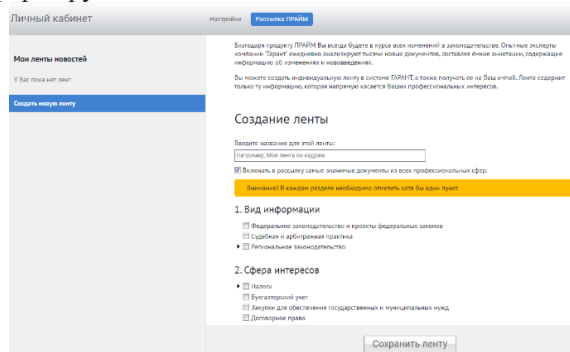 Личный кабинет
Настройки Рассылка ПРАЙМ
Мои ленты новостей
У Вас пока нет лент
Создать новую ленту
Благодаря продукту ПРАЙМ Вы всегда будете в курсе всех изменений в законодательстве. Опытные эксперты
компании "Гарант" ежедневно анализируют тысячи новых документов, составляя ёмкие аннотации, содержащие
информацию об изменениях и нововведениях.
Вы можете создать индивидуальную ленту в системе ГАРАНТ, а также получать ее на Ваш e-mail. Лента содержит
только ту информацию, которая напрямую касается Ваших профессиональных интересов.
Создание ленты
Введите название для этой ленты:
Например, Моя лента по кадрам
Включать в рассылку самые значимые документы из всех профессиональных сфер.
Внимание! В каждом разделе необходимо отметить хотя бы один пункт.
1. Вид информации
Федеральное законодательство и проекты федеральных законов
Судебная и арбитражная практика
Региональное законодательство
2. Сфера интересов
Налоги
Бухгалтерский учет
Закупки для обеспечения государственных и муниципальных нужд
Договорное право
Сохранить ленту